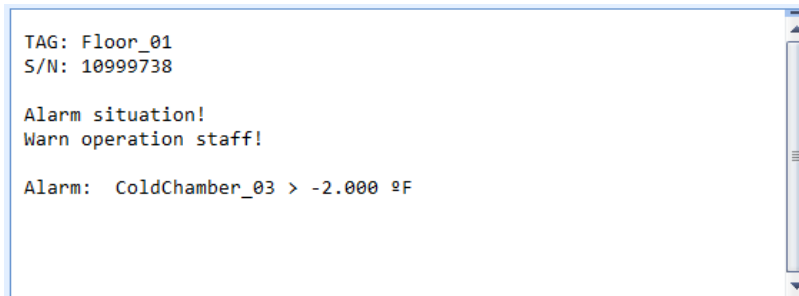 TAG: Floor_01
S/N: 10999738
Alarm situation!
Warn operation staff!
Alarm:  ColdChamber_03 > -2.000 ºF